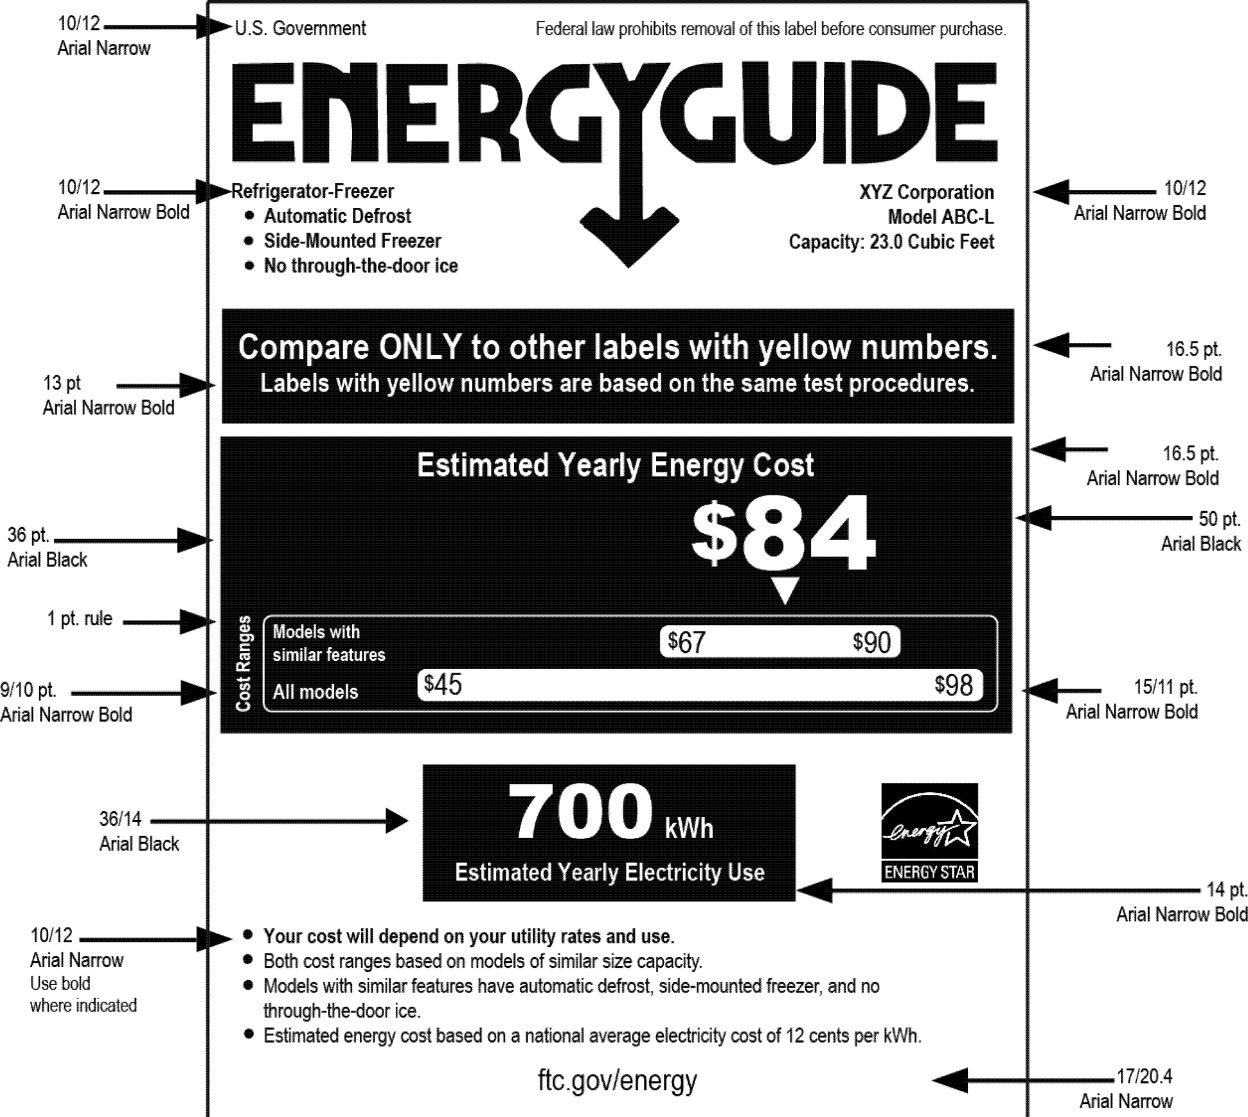 10/12
Arial Narrow
U.S. Government
Federal law prohibits removal of this label before consumer purchase.
ENERGYGUIDE
10/12
Arial Narrow Bold
Refrigerator-Freezer
• Automatic Defrost
• Side-Mounted Freezer
• No through-the-door ice
XYZ Corporation
Model ABC-L
Capacity: 23.0 Cubic Feet
10/12
Arial Narrow Bold
Compare ONLY to other labels with yellow numbers.
Labels with yellow numbers are based on the same test procedures.
16.5 pt.
Arial Narrow Bold
13 pt
Arial Narrow Bold
Estimated Yearly Energy Cost
16.5 pt.
Arial Narrow Bold
$84
50 pt.
Arial Black
36 pt.
Arial Black
1 pt. rule
Cost Ranges
Models with
similar features
$67
$90
All models
$45
$98
9/10 pt.
Arial Narrow Bold
15/11 pt.
Arial Narrow Bold
700 kWh
Estimated Yearly Electricity Use
36/14
Arial Black
energy
ENERGY STAR
14 pt.
Arial Narrow Bold
10/12
Arial Narrow
Use bold
where indicated
• Your cost will depend on your utility rates and use.
• Both cost ranges based on models of similar size capacity.
• Models with similar features have automatic defrost, side-mounted freezer, and no
through-the-door ice.
• Estimated energy cost based on a national average electricity cost of 12 cents per kWh.
ftc.gov/energy
17/20.4
Arial Narrow